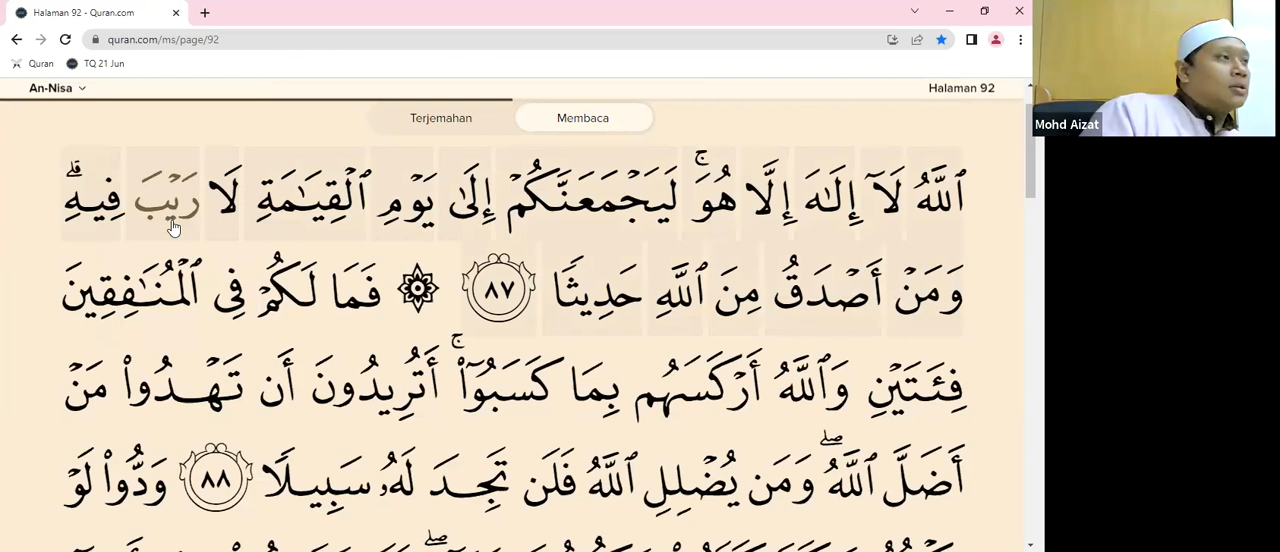 Halaman 92 - Quran.com
quran.com/ms/page/92
Quran
TQ 21 Jun
An-Nisa
Halaman 92
Terjemahan
Membaca
Mohd Aizat
ٱللَّهُ لَآ إِلَـٰهَ إِلَّا هُوَ ۚ لَيَجْمَعَنَّكُمْ إِلَىٰ يَوْمِ ٱلْقِيَـٰمَةِ لَا رَيْبَ فِيهِ ۗ
وَمَنْ أَصْدَقُ مِنَ ٱللَّهِ حَدِيثًا ٨٧ ۞ فَمَا لَكُمْ فِى ٱلْمُنَـٰفِقِينَ
فِئَتَيْنِ وَٱللَّهُ أَرْكَسَهُم بِمَا كَسَبُوٓا۟ ۚ أَتُرِيدُونَ أَن تَهْدُوا۟ مَنْ
أَضَلَّ ٱللَّهُ ۖ وَمَن يُضْلِلِ ٱللَّهُ فَلَن تَجِدَ لَهُۥ سَبِيلًا ٨٨ وَدُّوا۟ لَوْ